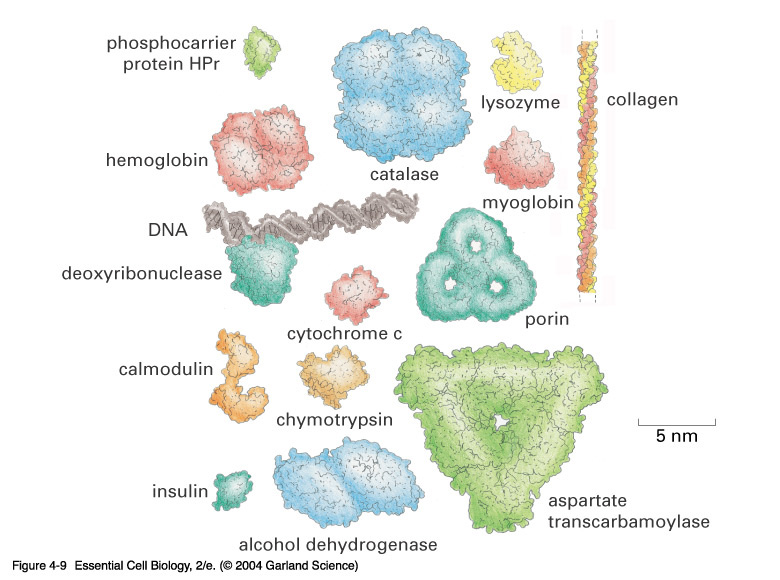 phosphocarrier
protein HPr
lysozyme
collagen
hemoglobin
catalase
myoglobin
DNA
deoxyribonuclease
porin
cytochrome c
calmodulin
chymotrypsin
5 nm
insulin
aspartate
transcarbamoylase
alcohol dehydrogenase
Figure 4-9 Essential Cell Biology, 2/e. (© 2004 Garland Science)